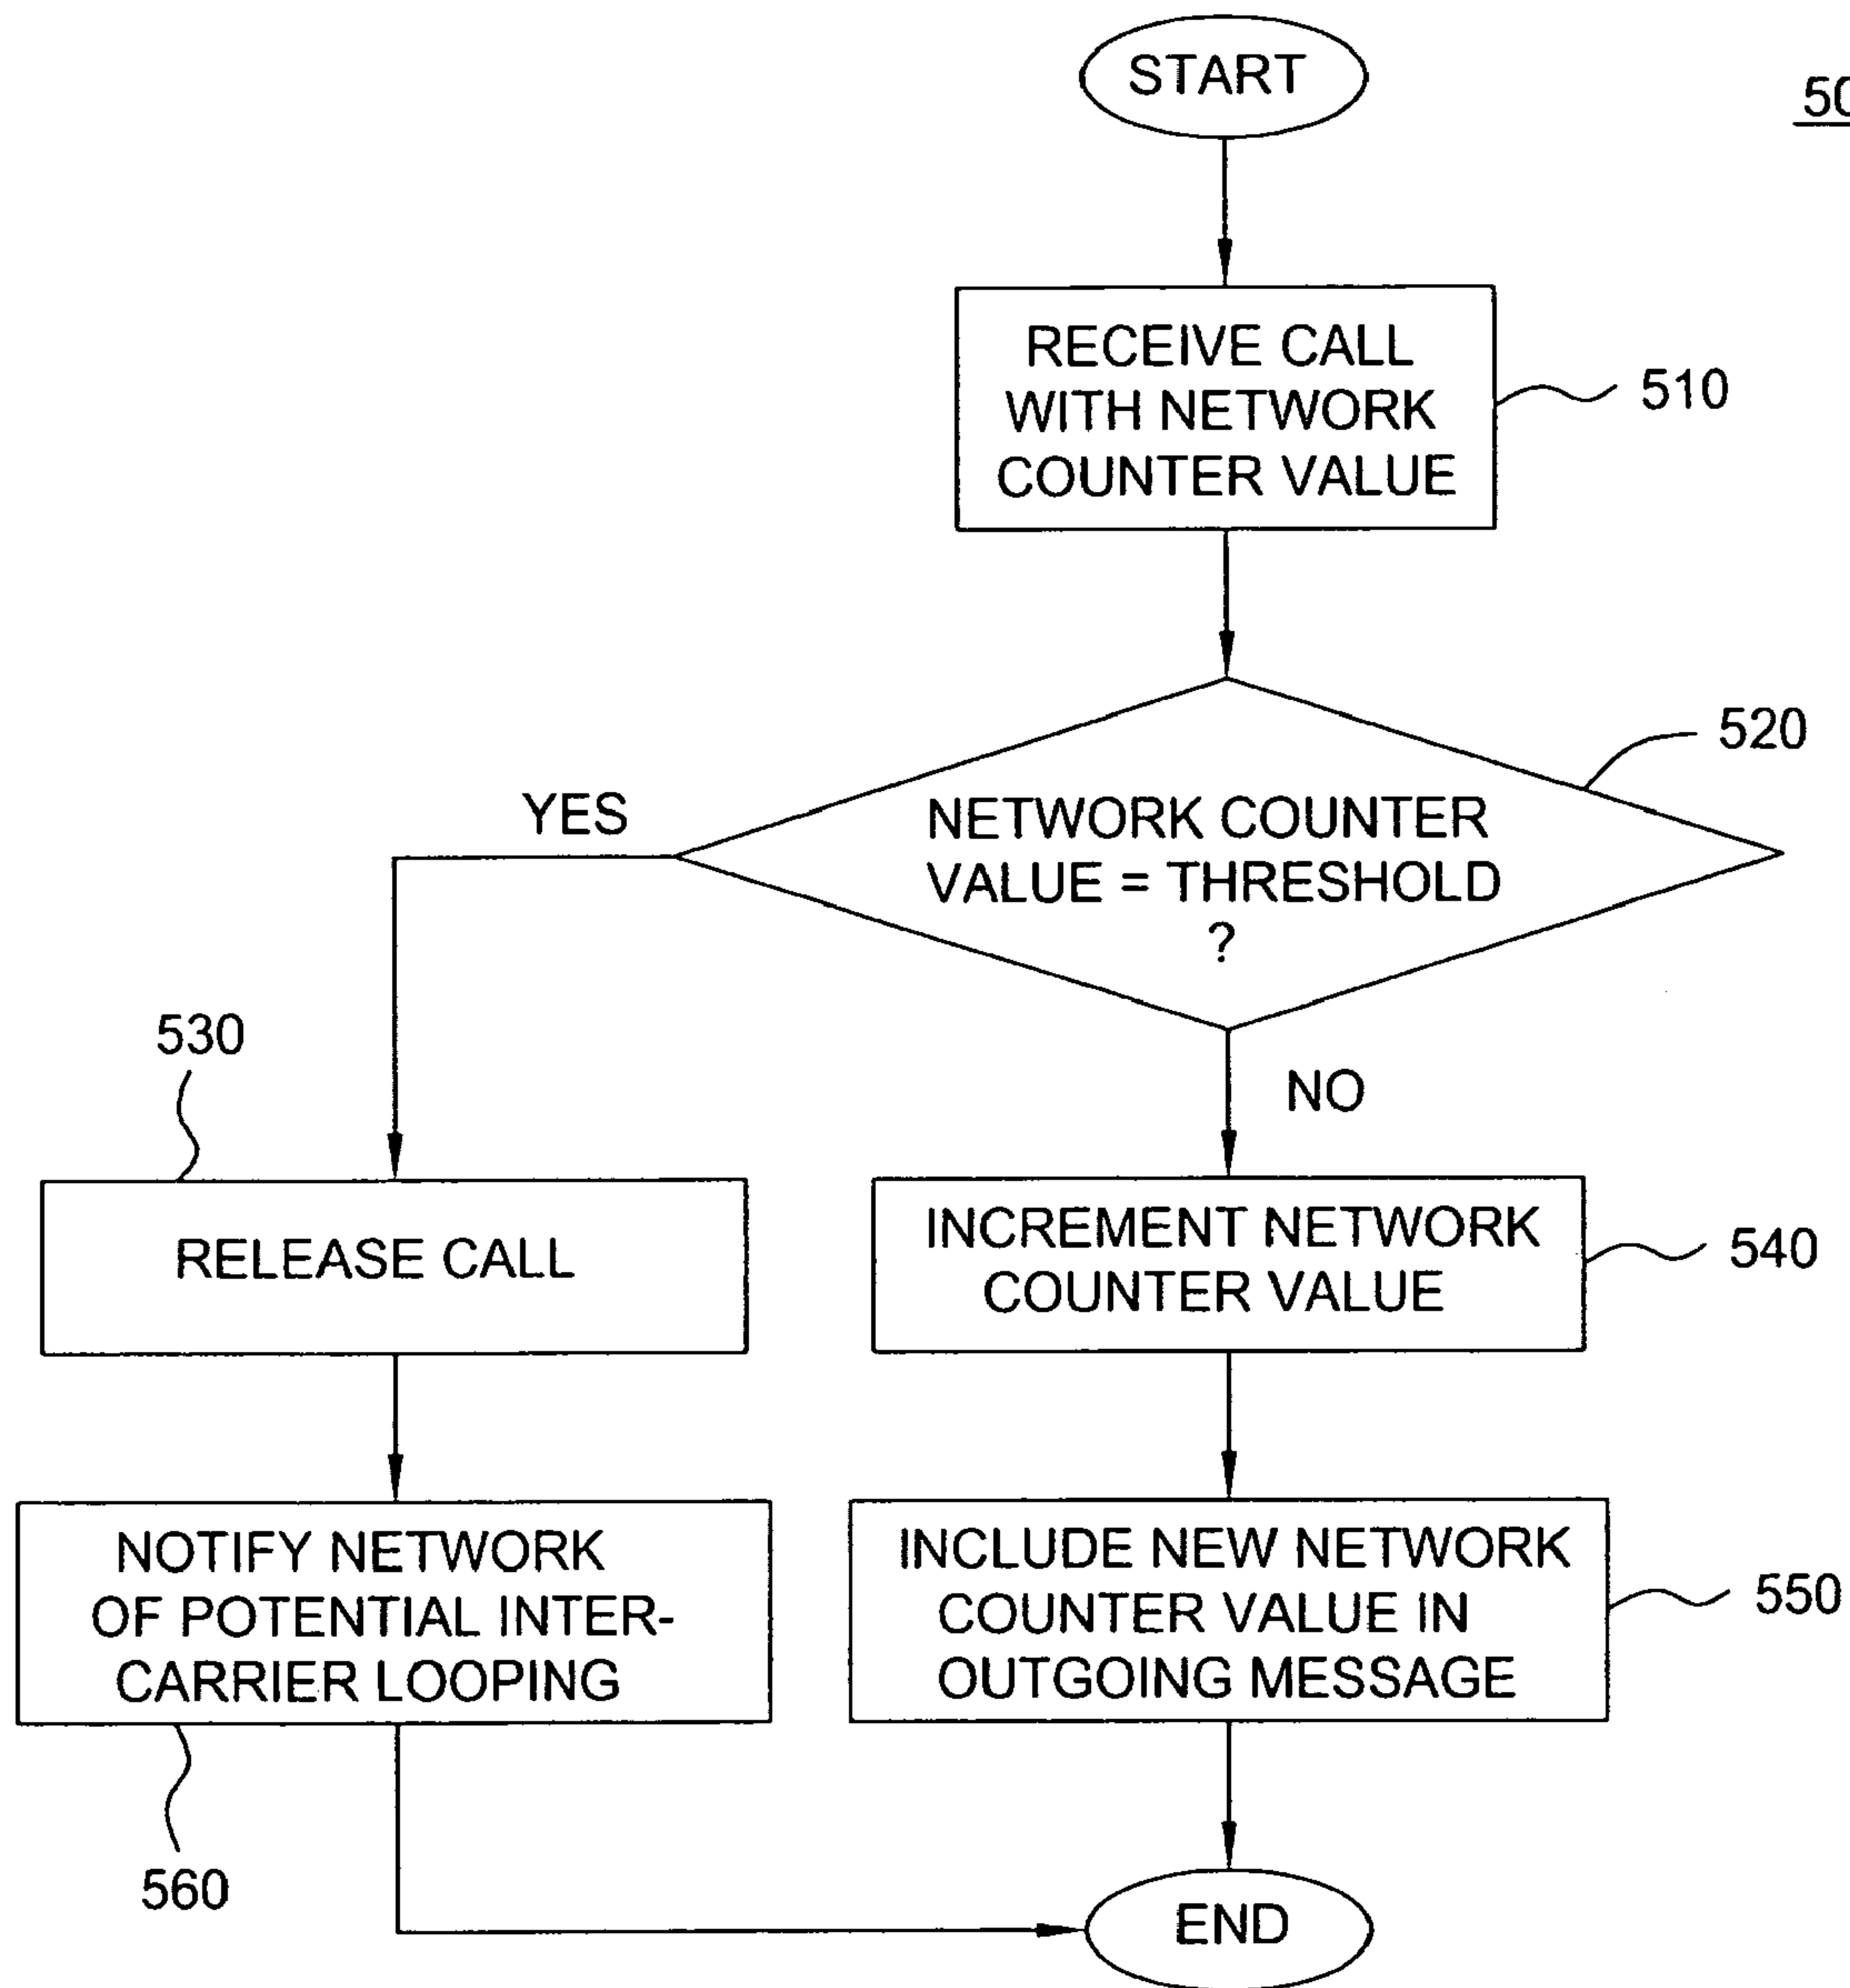 START
50
RECEIVE CALL
WITH NETWORK
COUNTER VALUE
510
520
YES
NETWORK COUNTER
VALUE = THRESHOLD
?
530
NO
RELEASE CALL
INCREMENT NETWORK
COUNTER VALUE
540
NOTIFY NETWORK
OF POTENTIAL INTER-
CARRIER LOOPING
INCLUDE NEW NETWORK
COUNTER VALUE IN
OUTGOING MESSAGE
550
560
END